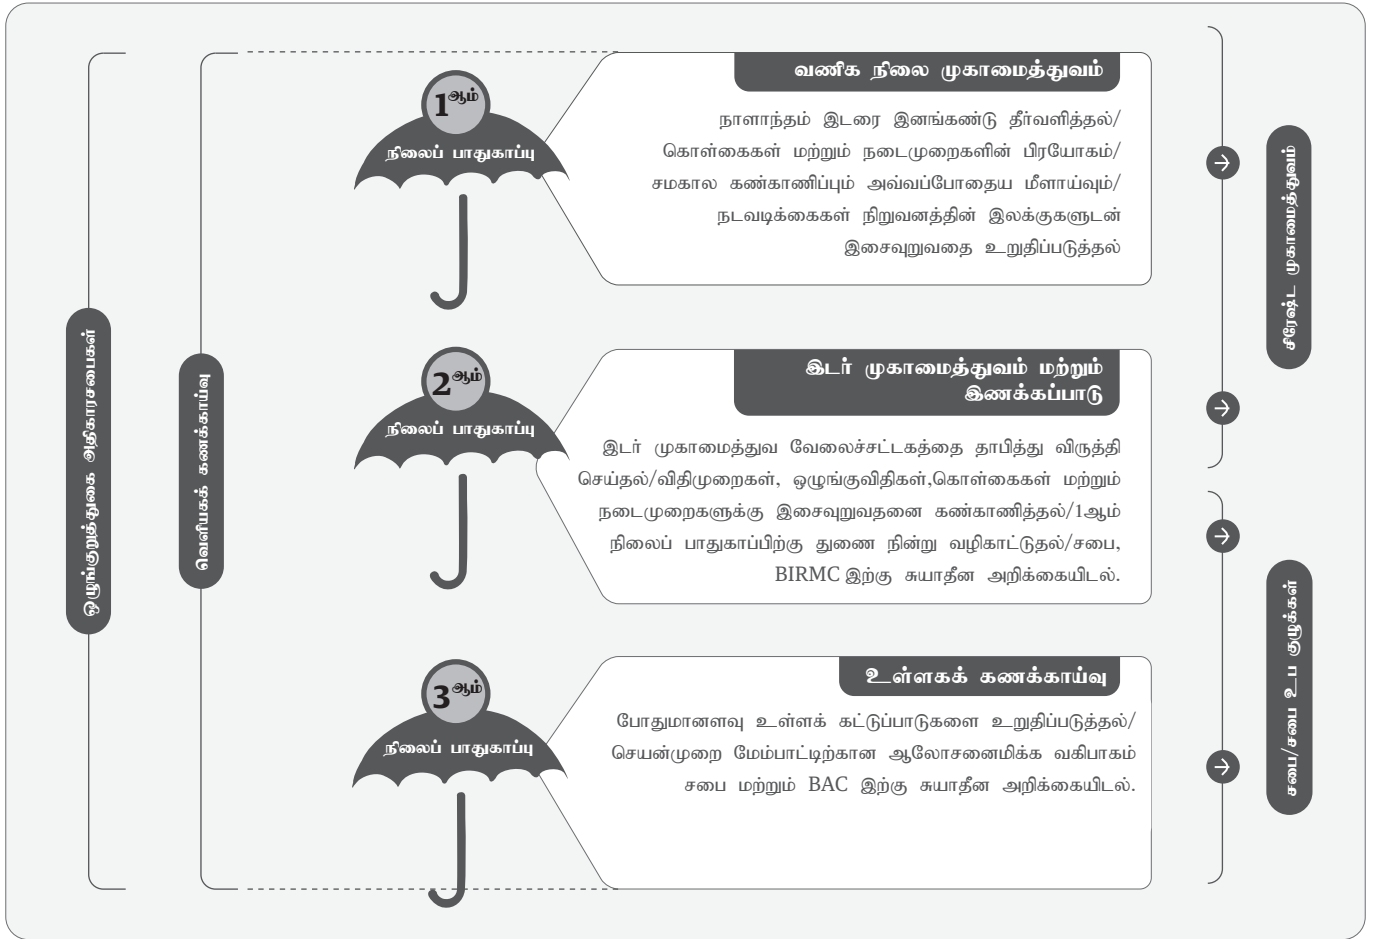 ஒழுங்குறுத்துகை அதிகாரசபைகள்
வெளியகக் கணக்காய்வு
1ஆம்
நிலைப் பாதுகாப்பு
வணிக நிலை முகாமைத்துவம்
நாளாந்தம் இடரை இனங்கண்டு தீர்வளித்தல்/
கொள்கைகள் மற்றும் நடைமுறைகளின் பிரயோகம்/
சமகால கண்காணிப்பும் அவ்வப்போதைய மீளாய்வும்/
நடவடிக்கைகள் நிறுவனத்தின் இலக்குகளுடன்
இசைவுறுவதை உறுதிப்படுத்தல்
2ஆம்
நிலைப் பாதுகாப்பு
இடர் முகாமைத்துவம் மற்றும்
இணக்கப்பாடு
இடர் முகாமைத்துவ வேலைச்சட்டகத்தை தாபித்து விருத்தி
செய்தல்/விதிமுறைகள், ஒழுங்குவிதிகள்,கொள்கைகள் மற்றும்
நடைமுறைகளுக்கு இசைவுறுவதனை கண்காணித்தல்/1ஆம்
நிலைப் பாதுகாப்பிற்கு துணை நின்று வழிகாட்டுதல்/சபை,
BIRMC இற்கு சுயாதீன அறிக்கையிடல்.
3ஆம்
நிலைப் பாதுகாப்பு
உள்ளகக் கணக்காய்வு
போதுமானளவு உள்ளக் கட்டுப்பாடுகளை உறுதிப்படுத்தல்/
செயன்முறை மேம்பாட்டிற்கான ஆலோசனைமிக்க வகிபாகம்
சபை மற்றும் BAC இற்கு சுயாதீன அறிக்கையிடல்.
சிரேஷ்ட முகாமைத்துவம்
சபை/சபை உப குழுக்கள்